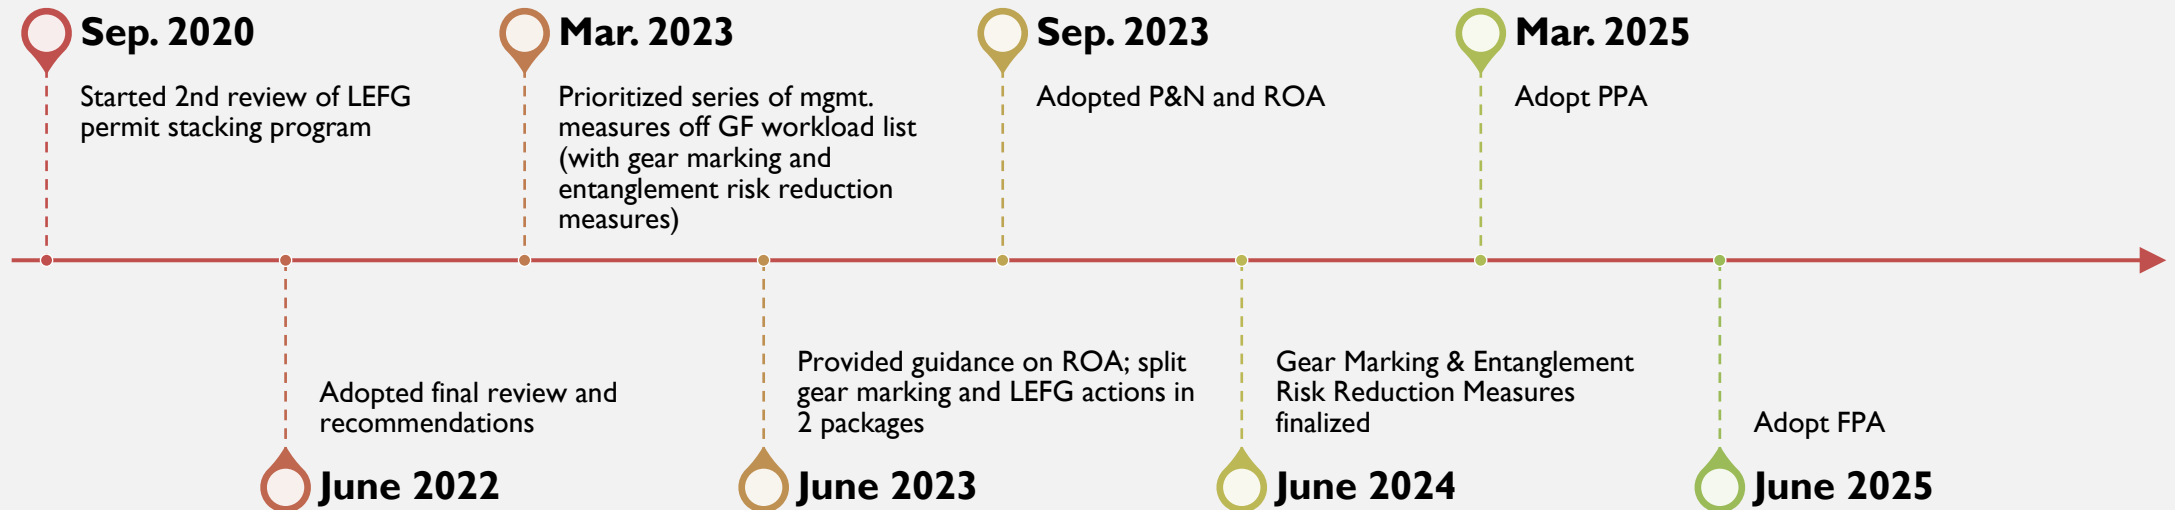 Sep. 2020
Started 2nd review of LEFG
permit stacking program
June 2022
Adopted final review and
recommendations
Mar. 2023
Prioritized series of mgmt.
measures off GF workload list
(with gear marking and
entanglement risk reduction
measures)
June 2023
Provided guidance on ROA; split
gear marking and LEFG actions in
2 packages
Sep. 2023
Adopted P&N and ROA
June 2024
Gear Marking & Entanglement
Risk Reduction Measures
finalized
Mar. 2025
Adopt PPA
June 2025
Adopt FPA